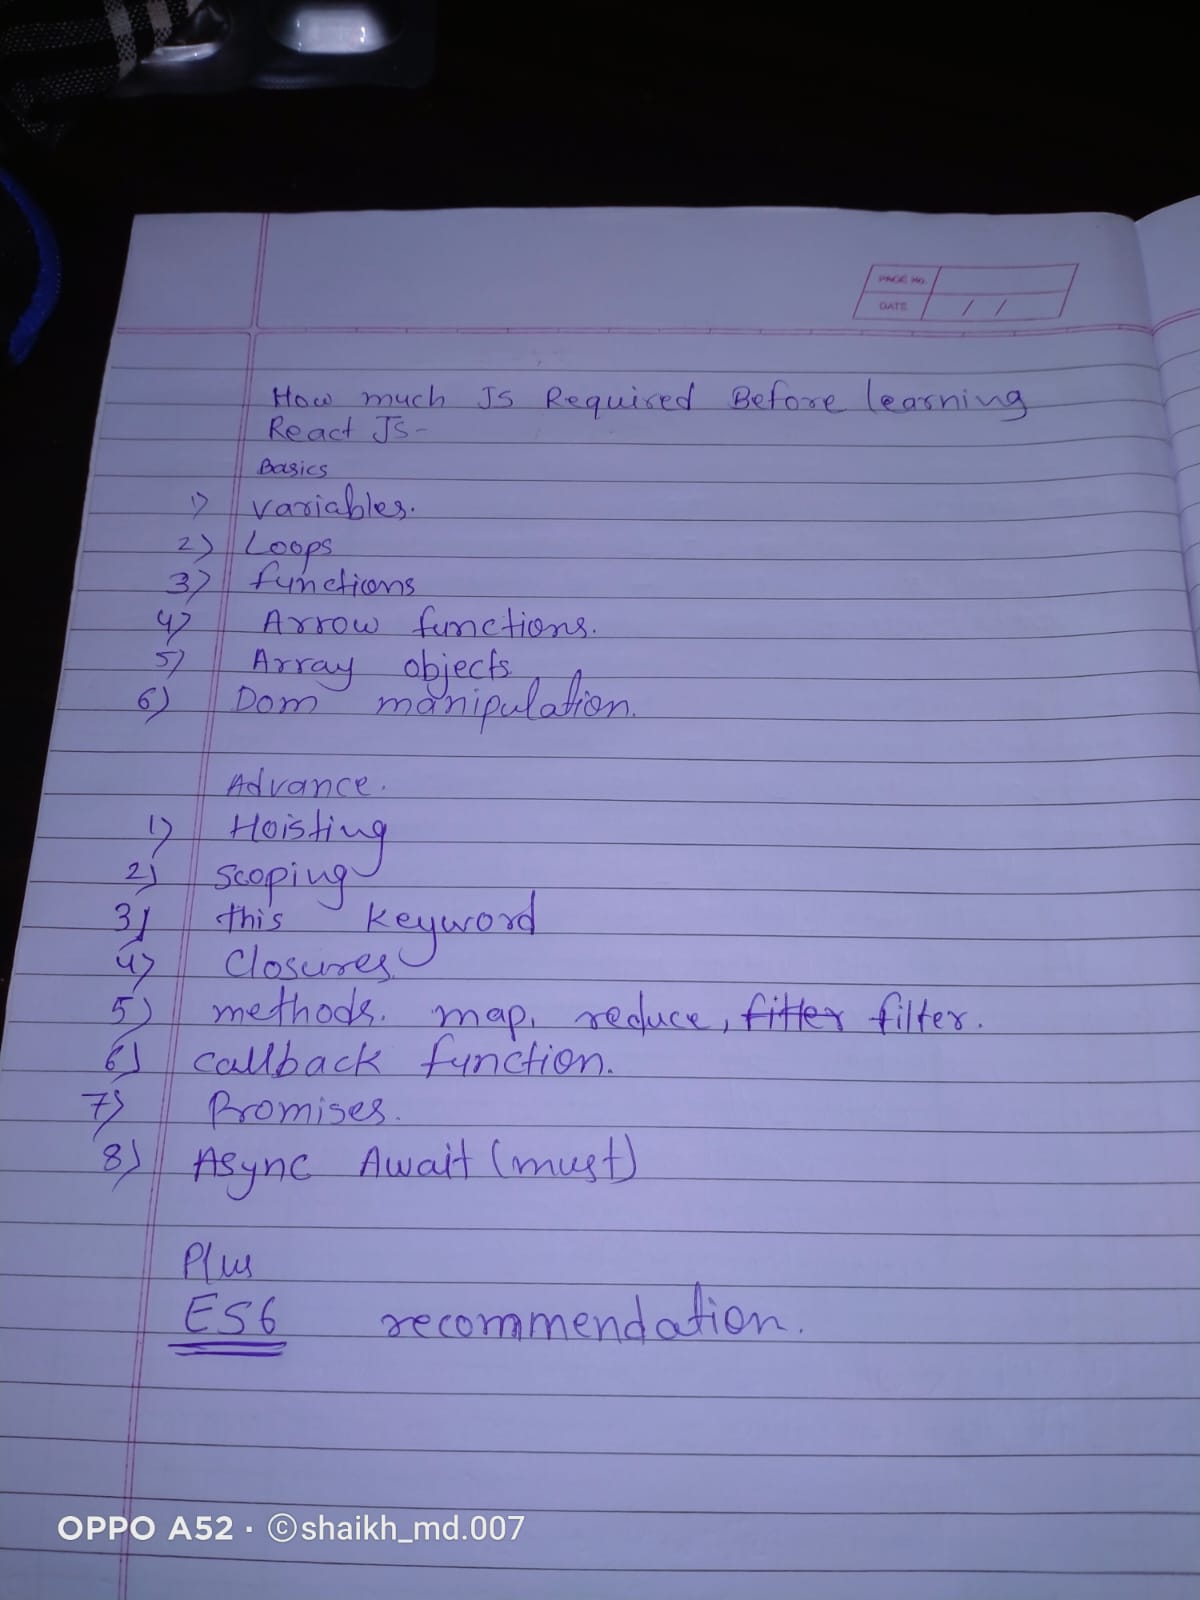 PAGE NO.
DATE / /
How much JS Required Before learning
React JS-
Basics
1) variables.
2) Loops
3) functions
4) Arrow functions.
5) Array objects
6) Dom manipulation.
Advance.
1) Hoisting
2) scoping
3) this keyword
4) Closures
5) methods. map, reduce, fitter filter.
6) callback function.
7) Promises.
8) Async Await (must)
Plus
ES6 recommendation.
OPPO A52 · ©shaikh_md.007